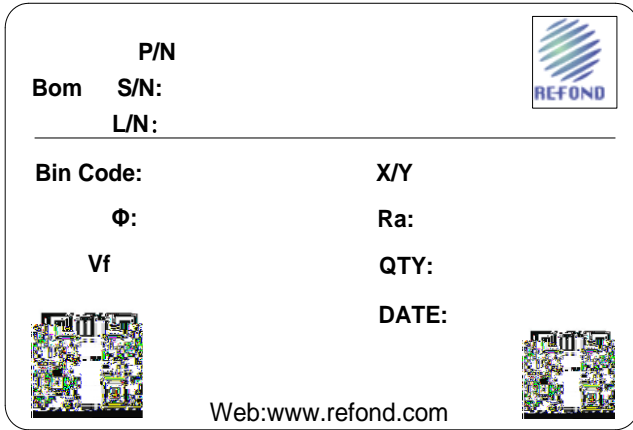 P/N
REFOND
Bom S/N:
L/N：
Bin Code: X/Y
Φ: Ra:
Vf QTY:
DATE:
Web:www.refond.com